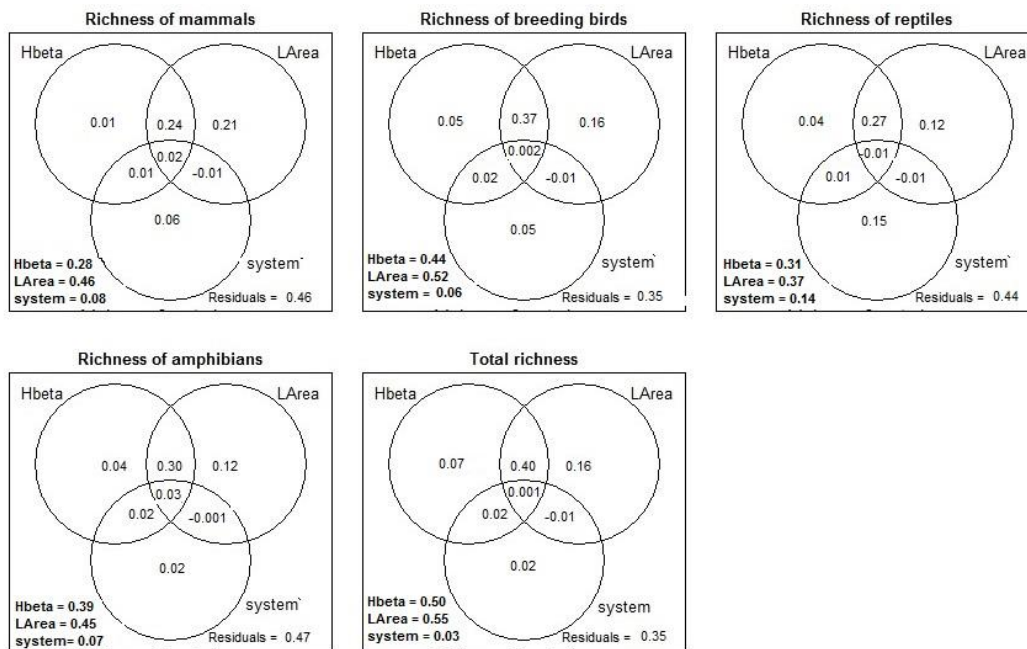 Richness of mammals
Hbeta
LArea
0.01
0.24
0.21
0.02
0.01
-0.01
0.06
system`
Hbeta = 0.28
LArea = 0.46
system = 0.08
Residuals = 0.46
Richness of breeding birds
Hbeta
LArea
0.05
0.37
0.16
0.002
0.02
-0.01
0.05
system`
Hbeta = 0.44
LArea = 0.52
system = 0.06
Residuals = 0.35
Richness of reptiles
Hbeta
LArea
0.04
0.27
0.12
-0.01
0.01
-0.01
0.15
system`
Hbeta = 0.31
LArea = 0.37
system = 0.14
Residuals = 0.44
Richness of amphibians
Hbeta
LArea
0.04
0.30
0.12
0.03
0.02
-0.001
0.02
system`
Hbeta = 0.39
LArea = 0.45
system= 0.07
Residuals = 0.47
Total richness
Hbeta
LArea
0.07
0.40
0.16
0.001
0.02
-0.01
0.02
system
Hbeta = 0.50
LArea = 0.55
system = 0.03
Residuals = 0.35